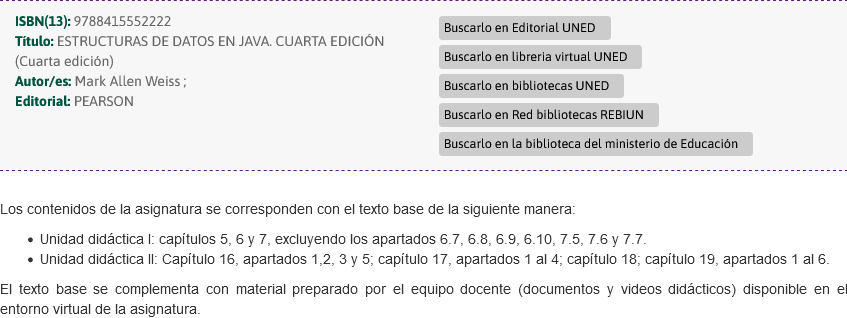 ISBN(13): 9788415552222
Título: ESTRUCTURAS DE DATOS EN JAVA. CUARTA EDICIÓN
(Cuarta edición)
Autor/es: Mark Allen Weiss ;
Editorial: PEARSON
Buscarlo en Editorial UNED
Buscarlo en libreria virtual UNED
Buscarlo en bibliotecas UNED
Buscarlo en Red bibliotecas REBIUN
Buscarlo en la biblioteca del ministerio de Educación
Los contenidos de la asignatura se corresponden con el texto base de la siguiente manera:
• Unidad didáctica I: capítulos 5, 6 y 7, excluyendo los apartados 6.7, 6.8, 6.9, 6.10, 7.5, 7.6 y 7.7.
• Unidad didáctica II: Capítulo 16, apartados 1,2, 3 y 5; capítulo 17, apartados 1 al 4; capítulo 18; capítulo 19, apartados 1 al 6.
El texto base se complementa con material preparado por el equipo docente (documentos y videos didácticos) disponible en el
entorno virtual de la asignatura.